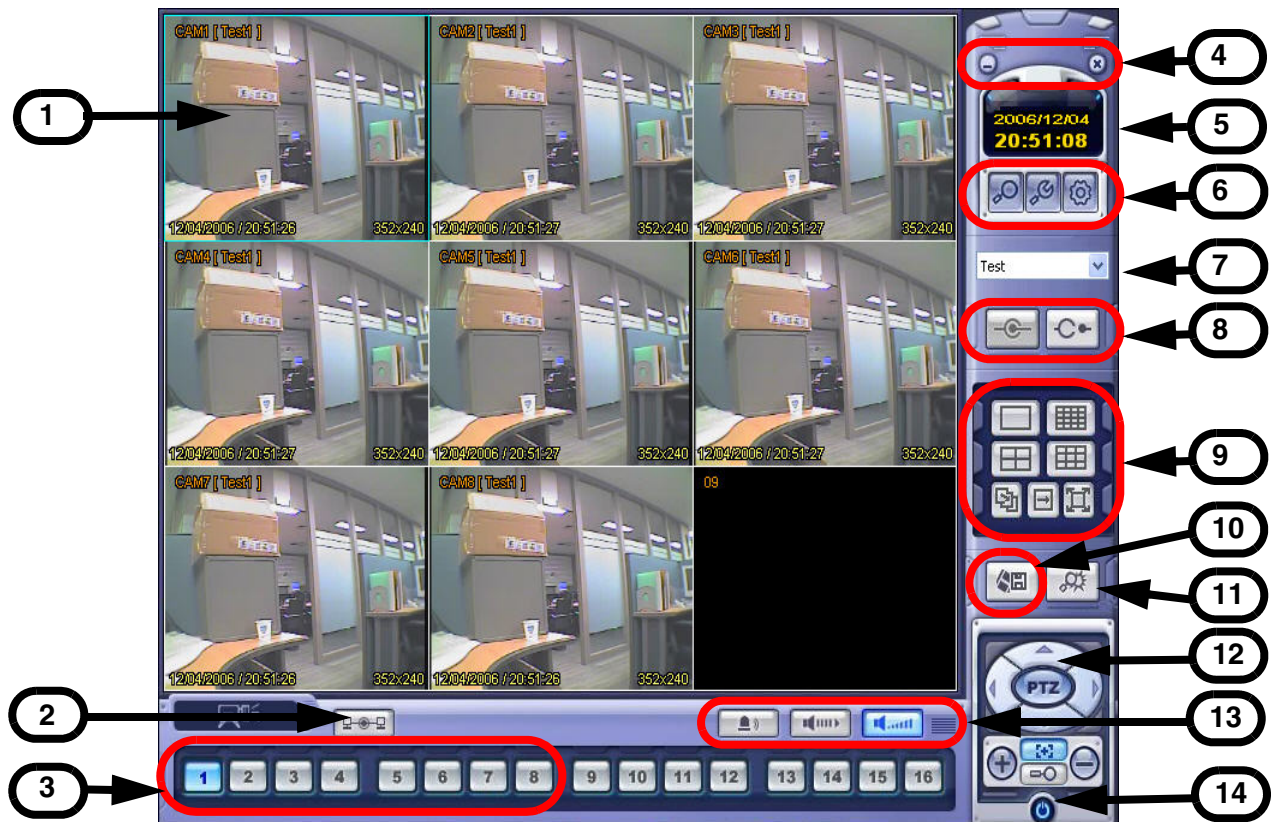 CAM1 [ Test1 ]
CAM2 [ Test1 ]
CAM3 [ Test1 ]
12/04/2006 / 20:51:26 352x240
12/04/2006 / 20:51:27 352x240
12/04/2006 / 20:51:27 352x240
CAM4 [ Test1 ]
CAM5 [ Test1 ]
CAM6 [ Test1 ]
12/04/2006 / 20:51:27 352x240
12/04/2006 / 20:51:27 352x240
12/04/2006 / 20:51:27 352x240
CAM7 [ Test1 ]
CAM8 [ Test1 ]
09
12/04/2006 / 20:51:26 352x240
12/04/2006 / 20:51:26 352x240
1 2 3 4 5 6 7 8 9 10 11 12 13 14 15 16
2006/12/04
20:51:08
Test
PTZ
1
2
3
4
5
6
7
8
9
10
11
12
13
14